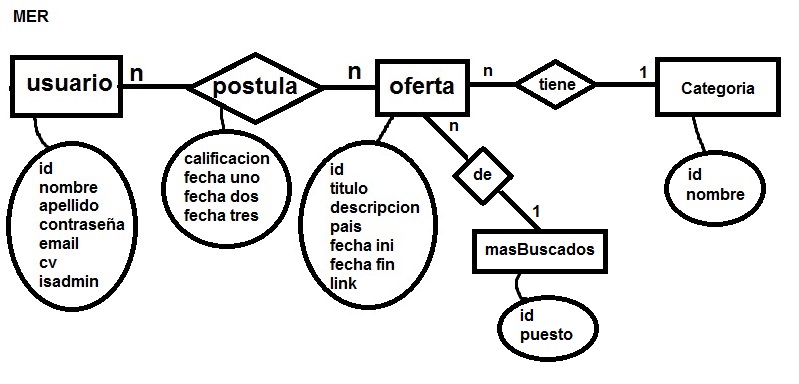 MER
usuario
n
postula
n
oferta
n
tiene
1
Categoria
id
nombre
apellido
contraseña
email
cv
isadmin
calificacion
fecha uno
fecha dos
fecha tres
id
titulo
descripcion
pais
fecha ini
fecha fin
link
n
de
1
masBuscados
id
puesto
id
nombre